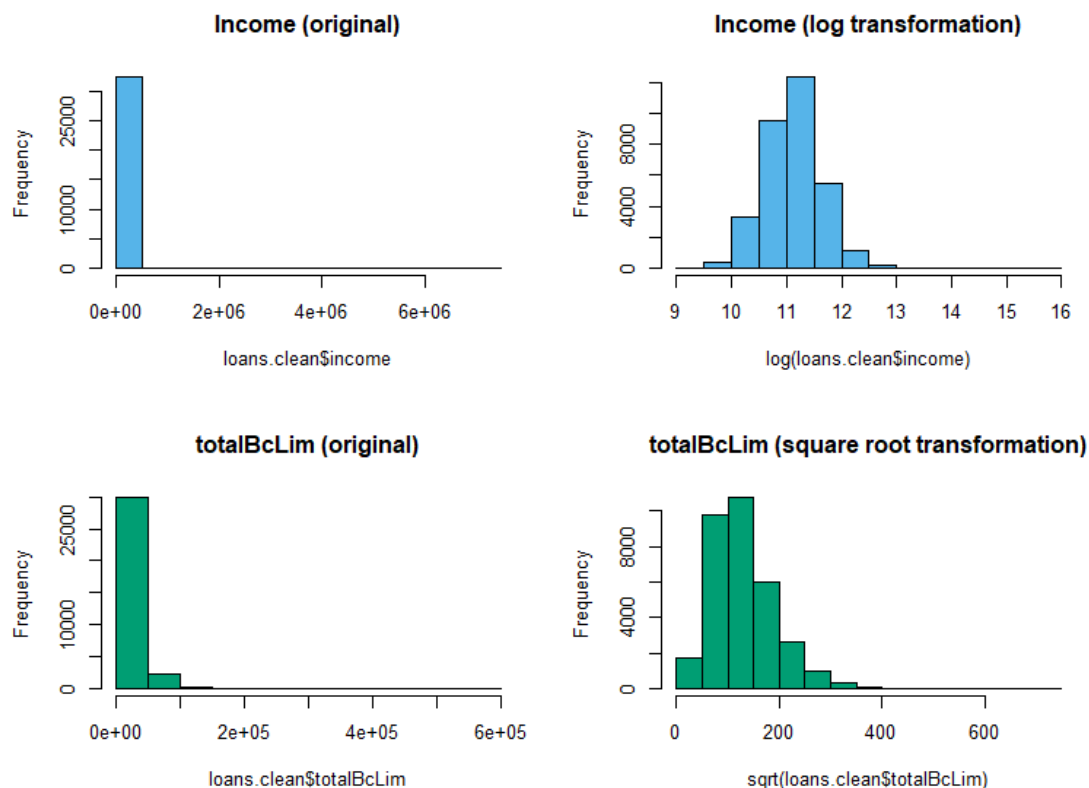 Income (original)
Frequency
0 10000 25000
0e+00 2e+06 4e+06 6e+06
loans.clean$income
Income (log transformation)
Frequency
0 4000 8000
9 10 11 12 13 14 15 16
log(loans.clean$income)
totalBcLim (original)
Frequency
0 10000 25000
0e+00 2e+05 4e+05 6e+05
loans.clean$totalBcLim
totalBcLim (square root transformation)
Frequency
0 4000 8000
0 200 400 600
sqrt(loans.clean$totalBcLim)